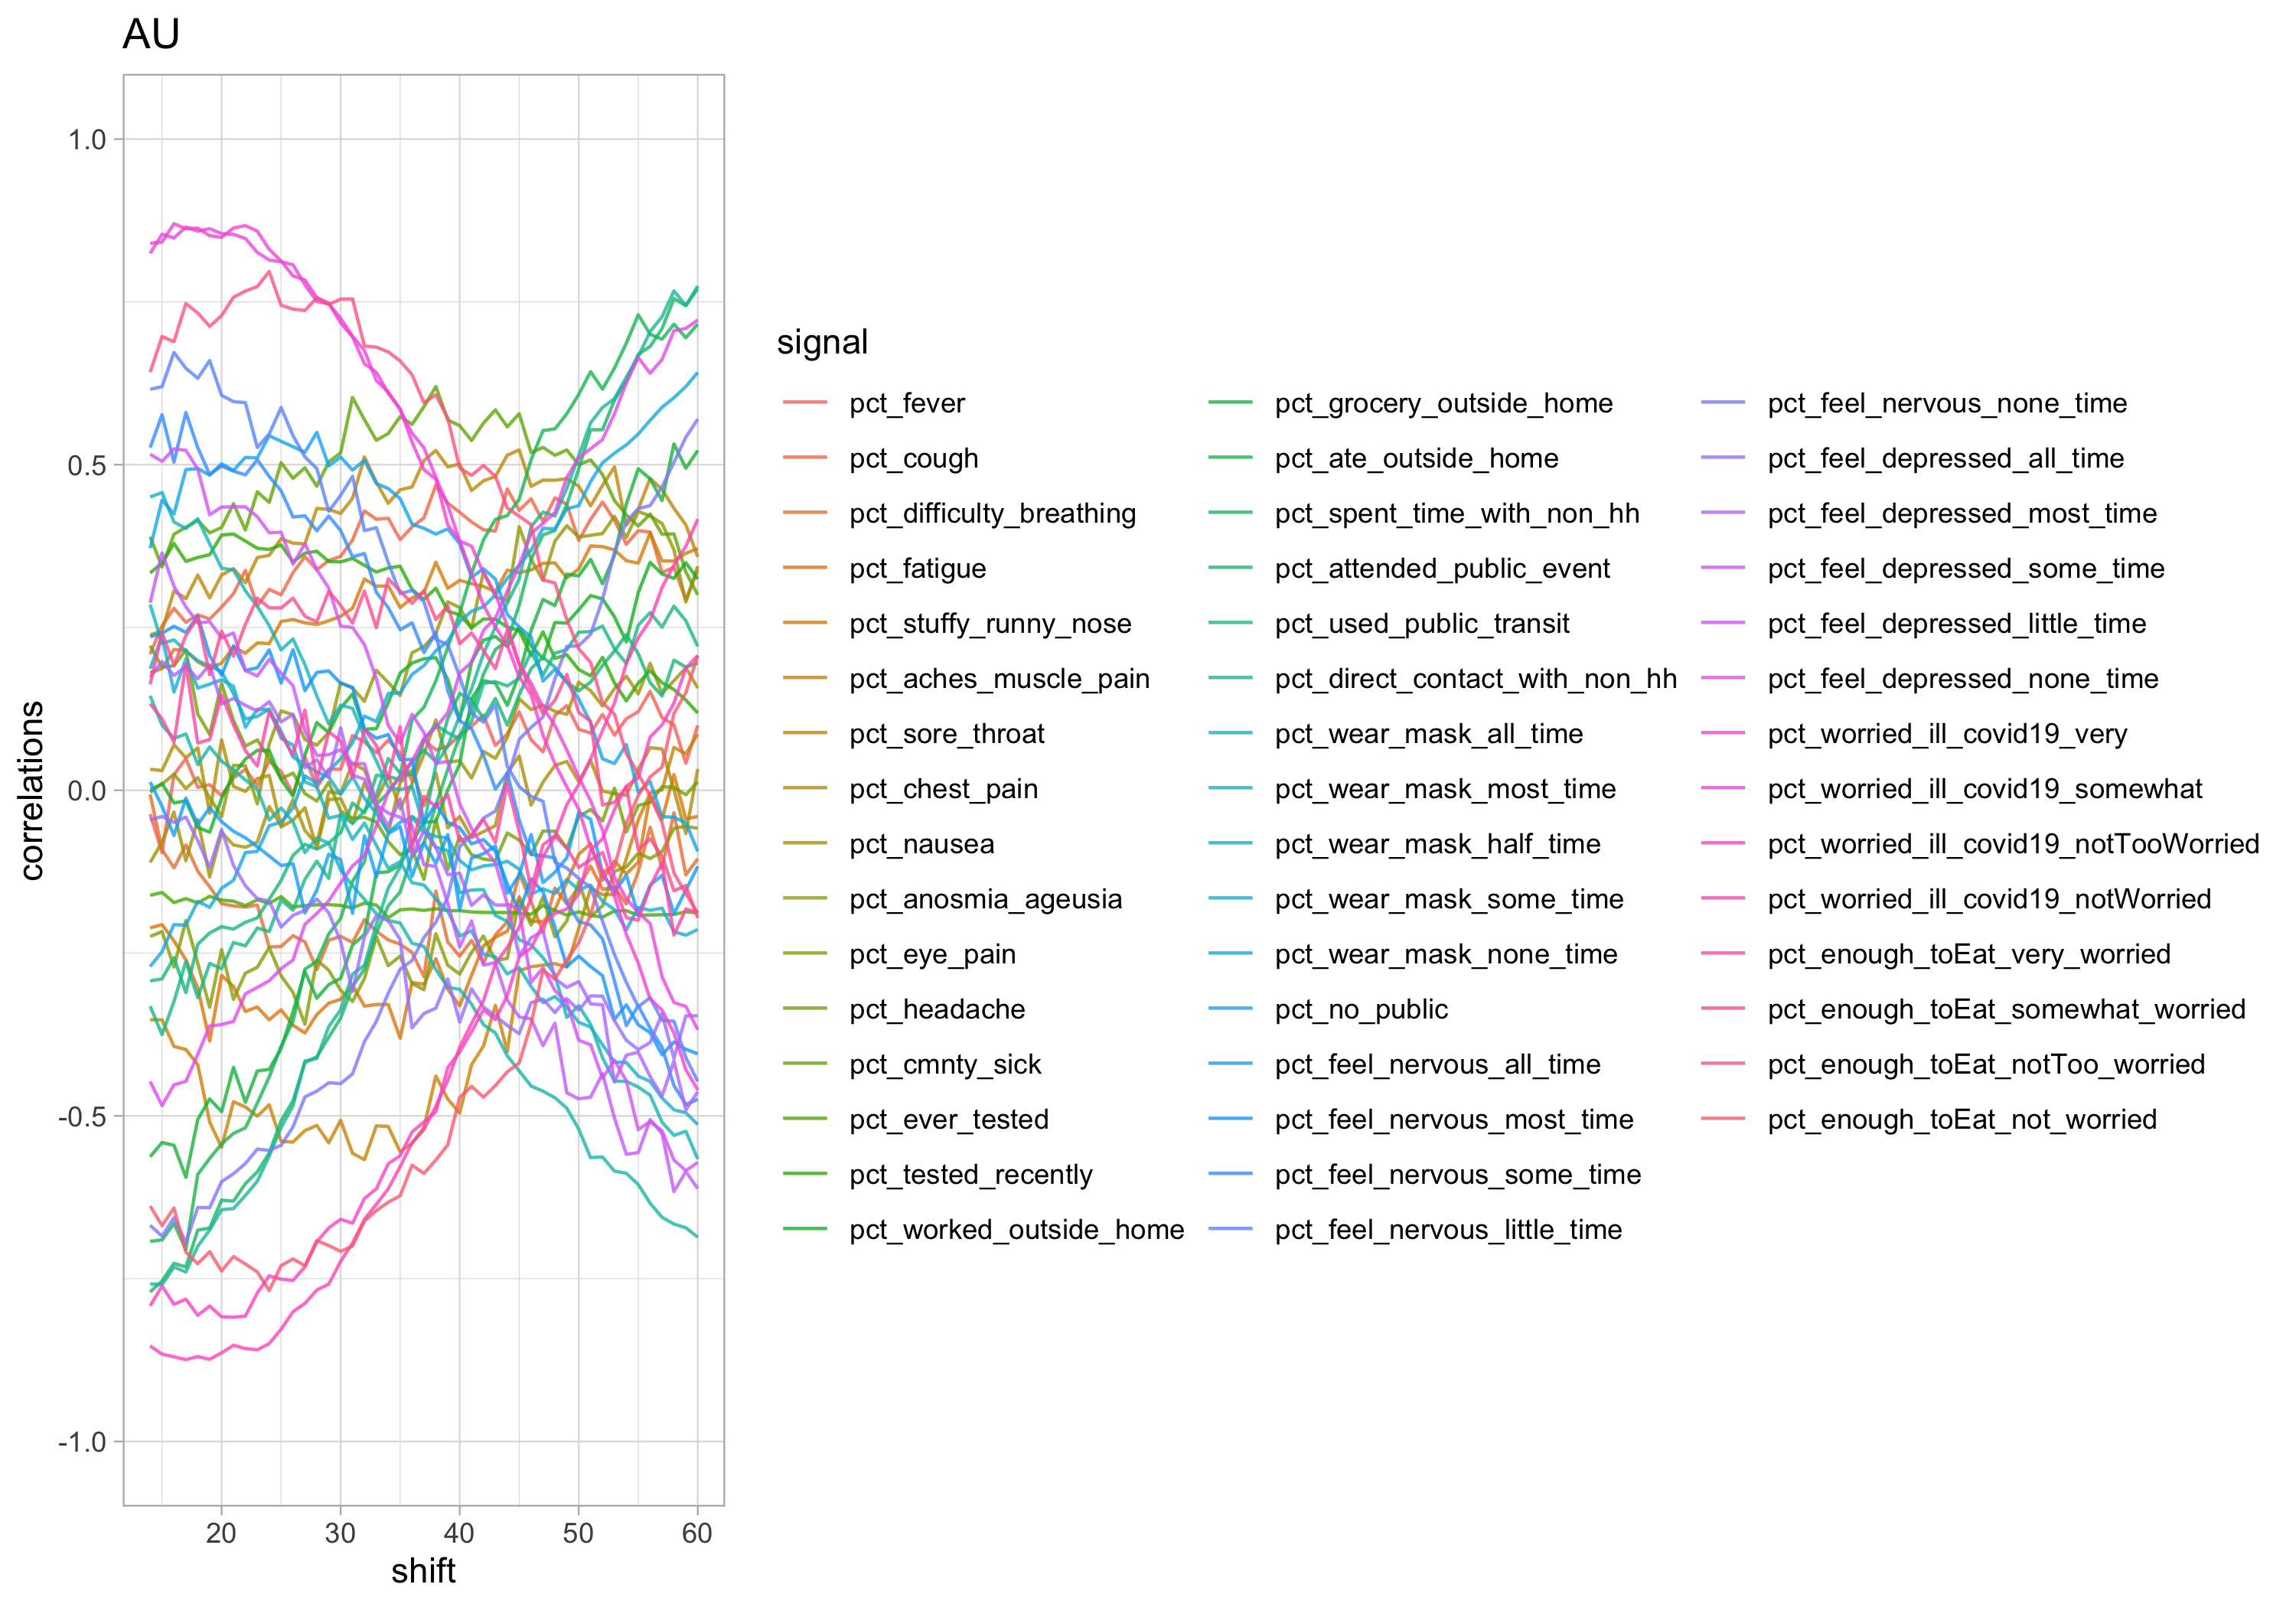 AU
correlations
1.0
0.5
0.0
-0.5
-1.0
20
30
40
50
60
shift
signal
pct_fever
pct_cough
pct_difficulty_breathing
pct_fatigue
pct_stuffy_runny_nose
pct_aches_muscle_pain
pct_sore_throat
pct_chest_pain
pct_nausea
pct_anosmia_ageusia
pct_eye_pain
pct_headache
pct_cmnty_sick
pct_ever_tested
pct_tested_recently
pct_worked_outside_home
pct_grocery_outside_home
pct_ate_outside_home
pct_spent_time_with_non_hh
pct_attended_public_event
pct_used_public_transit
pct_direct_contact_with_non_hh
pct_wear_mask_all_time
pct_wear_mask_most_time
pct_wear_mask_half_time
pct_wear_mask_some_time
pct_wear_mask_none_time
pct_no_public
pct_feel_nervous_all_time
pct_feel_nervous_most_time
pct_feel_nervous_some_time
pct_feel_nervous_little_time
pct_feel_nervous_none_time
pct_feel_depressed_all_time
pct_feel_depressed_most_time
pct_feel_depressed_some_time
pct_feel_depressed_little_time
pct_feel_depressed_none_time
pct_worried_ill_covid19_very
pct_worried_ill_covid19_somewhat
pct_worried_ill_covid19_notTooWorried
pct_worried_ill_covid19_notWorried
pct_enough_toEat_very_worried
pct_enough_toEat_somewhat_worried
pct_enough_toEat_notToo_worried
pct_enough_toEat_not_worried